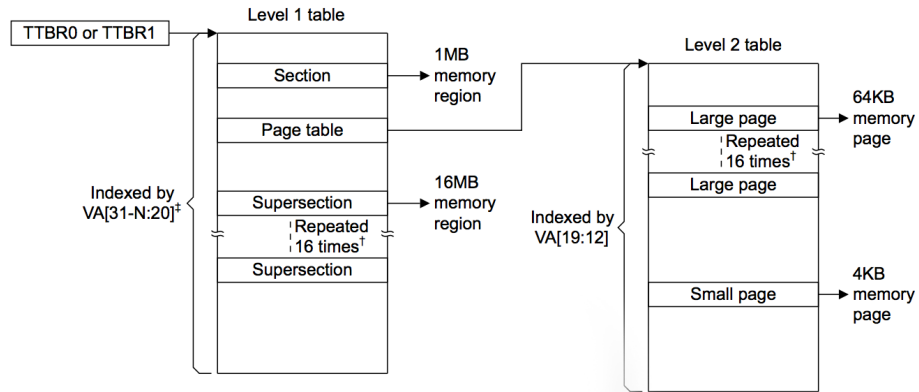 Level 1 table
TTBR0 or TTBR1
1MB
memory
region
Section
Page table
Indexed by
VA[31-N:20]‡
16MB
memory
region
Supersection
Repeated
16 times†
Supersection
Level 2 table
64KB
memory
page
Large page
Repeated
16 times†
Large page
Indexed by
VA[19:12]
4KB
memory
page
Small page